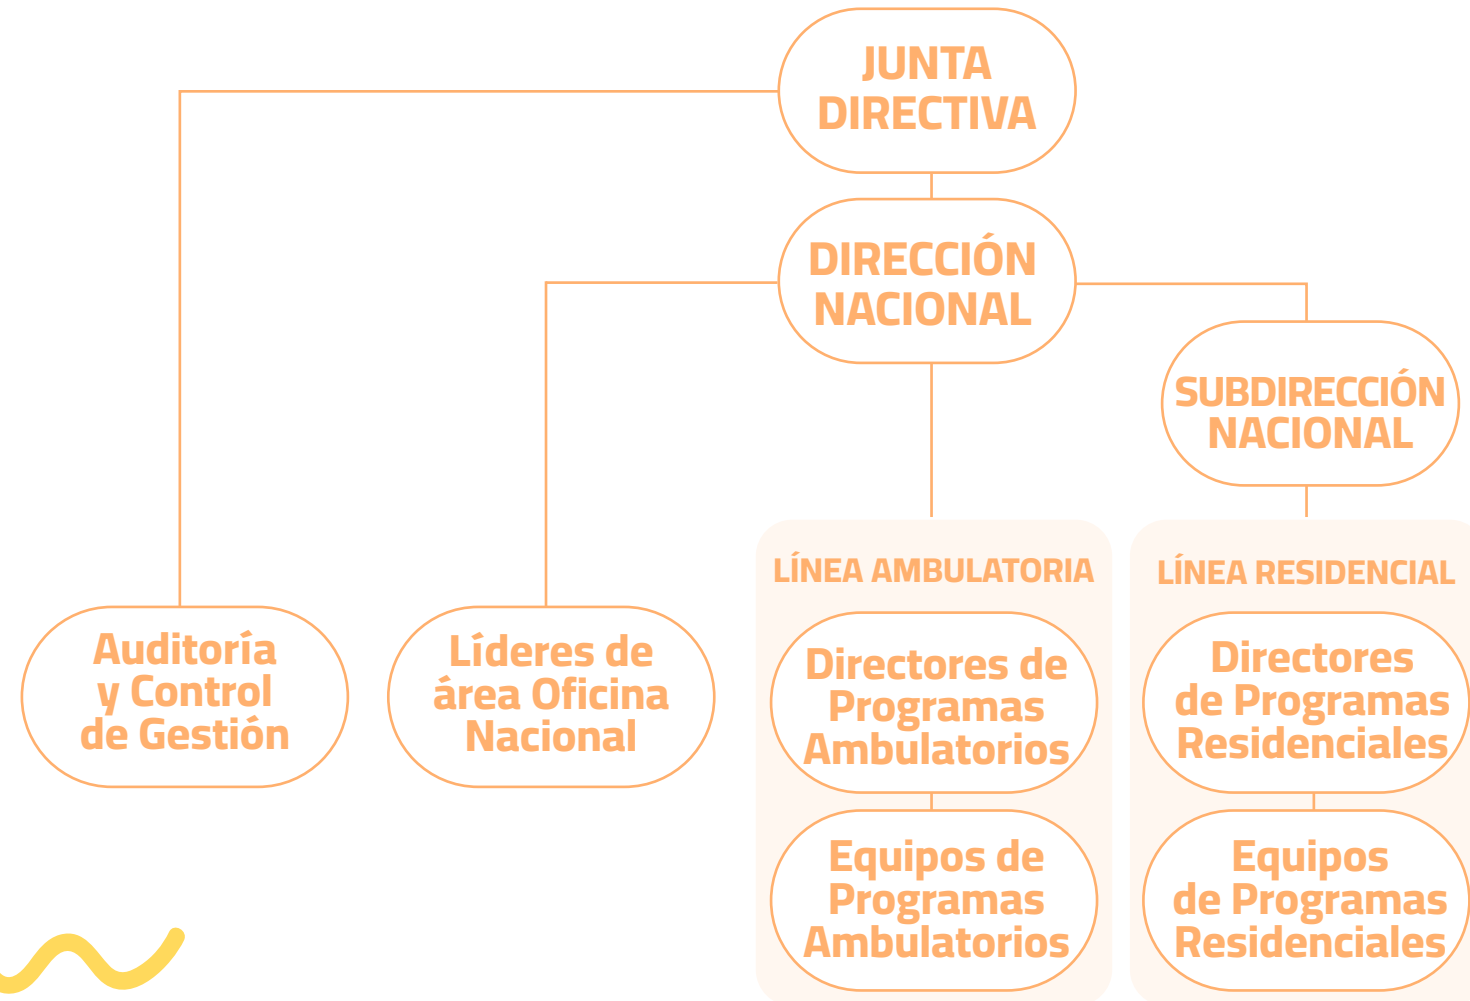 JUNTA
DIRECTIVA
DIRECCIÓN
NACIONAL
SUBDIRECCIÓN
NACIONAL
Auditoría
y Control
de Gestión
Líderes de
área Oficina
Nacional
LÍNEA AMBULATORIA
Directores de
Programas
Ambulatorios
Equipos de
Programas
Ambulatorios
LÍNEA RESIDENCIAL
Directores
de Programas
Residenciales
Equipos
de Programas
Residenciales